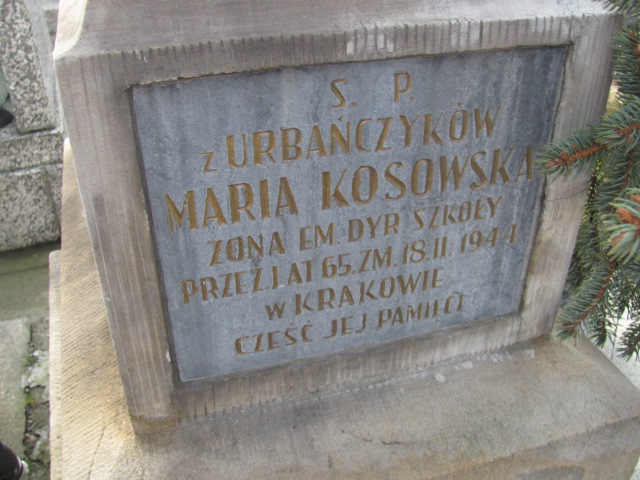 S. P.
z URBAŃCZYKÓW
MARIA KOSOWSKA
ŻONA EM. DYR SZKOŁY
PRZEŻ. LAT 65. ZM. 18. II. 1944
W KRAKOWIE
CZEŚĆ JEJ PAMIĘCI